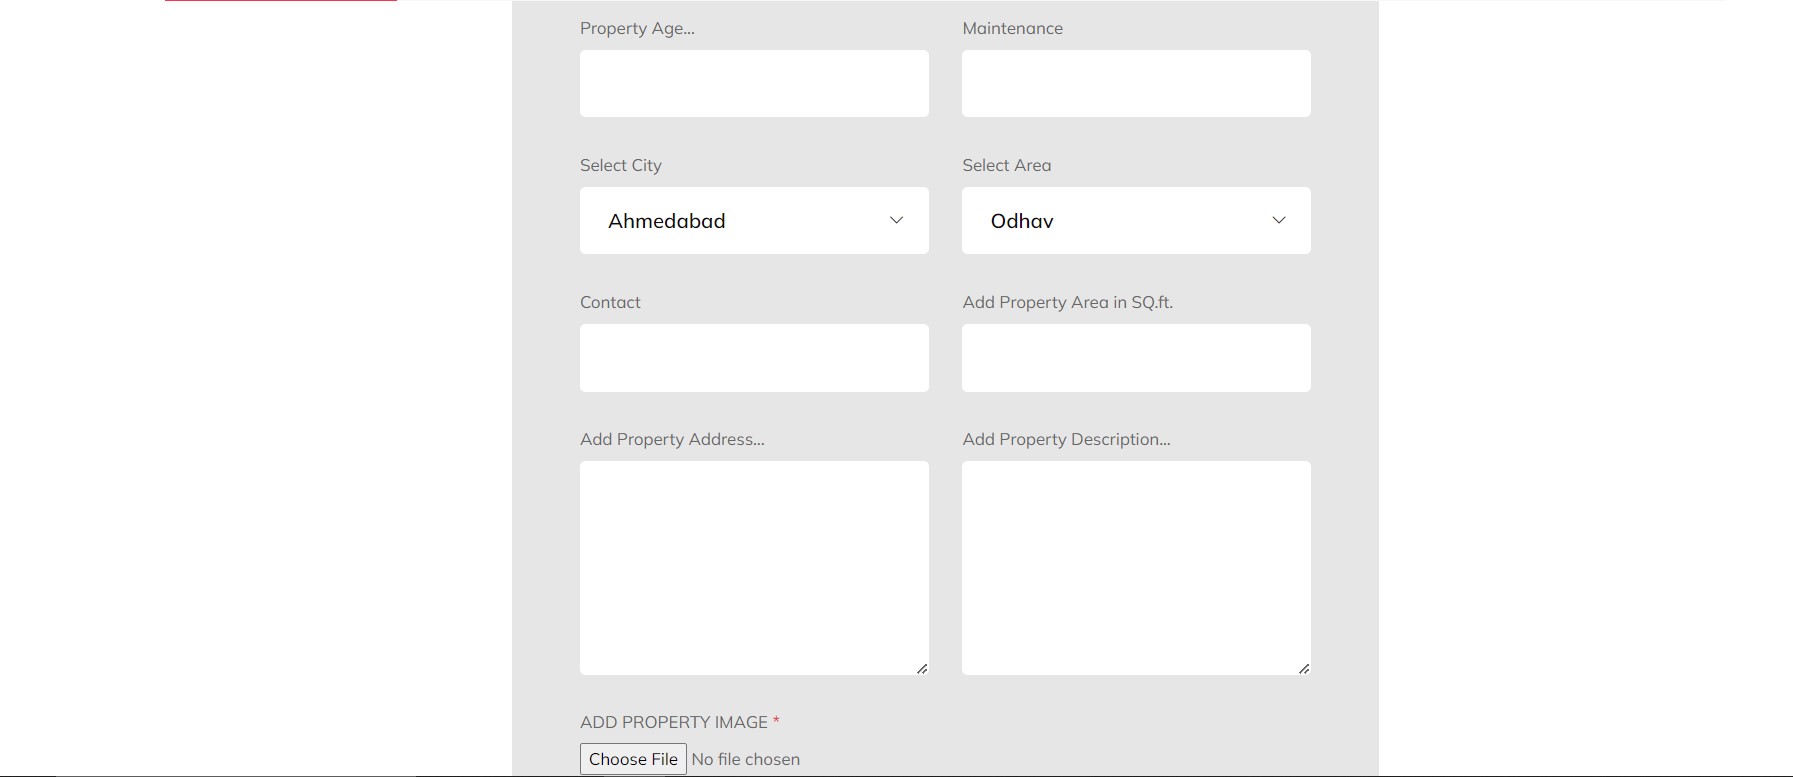 Property Age...
Maintenance
Select City
Select Area
Ahmedabad
Odhav
Contact
Add Property Area in SQ.ft.
Add Property Address...
Add Property Description...
ADD PROPERTY IMAGE *
Choose File No file chosen